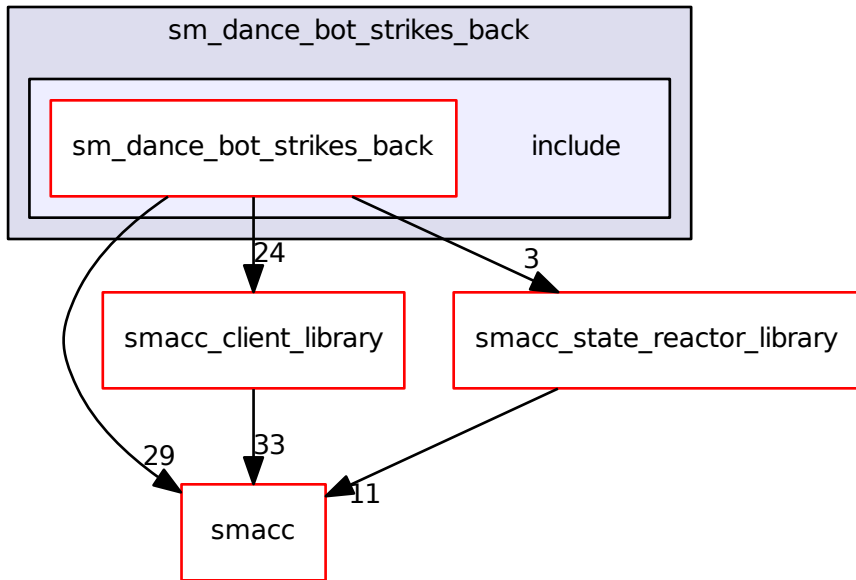 sm_dance_bot_strikes_back
sm_dance_bot_strikes_back
include
24
3
smacc_client_library
smacc_state_reactor_library
29
33
11
smacc